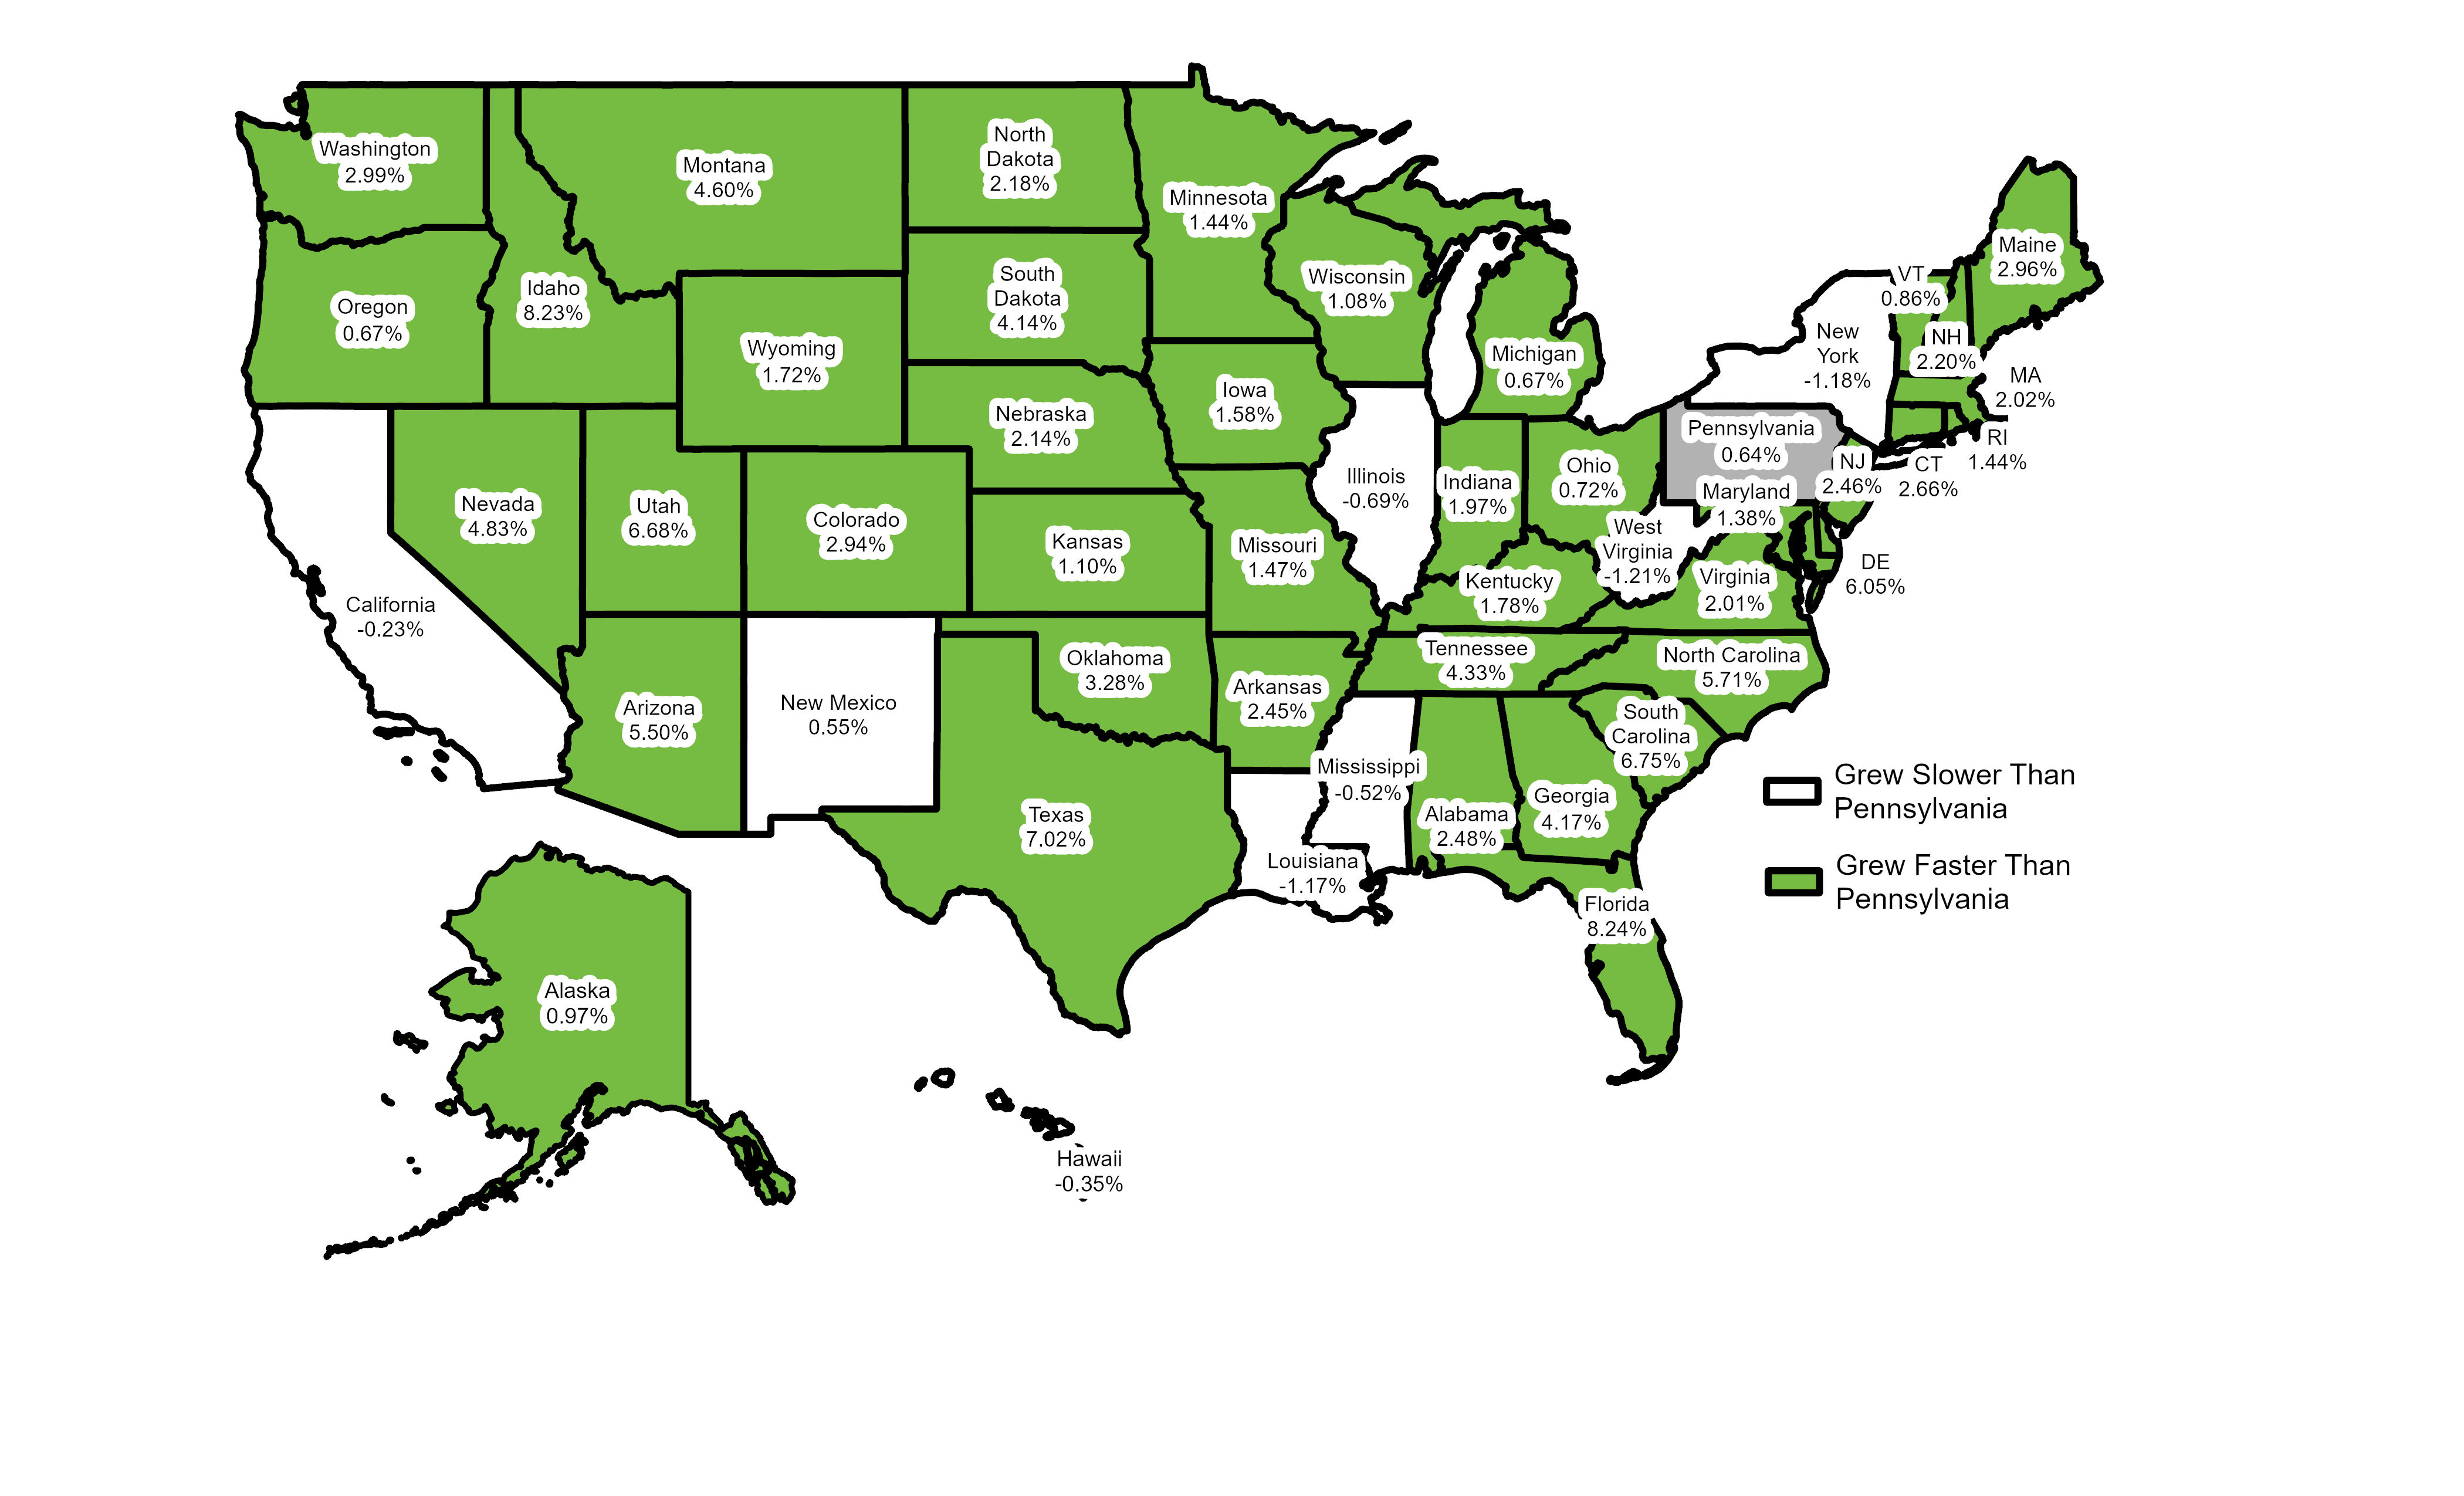 Washington
2.99%
Montana
4.60%
North
Dakota
2.18%
Minnesota
1.44%
Oregon
0.67%
Idaho
8.23%
Wyoming
1.72%
South
Dakota
4.14%
Wisconsin
1.08%
Michigan
0.67%
New
York
-1.18%
VT
0.86%
NH
2.20%
Maine
2.96%
MA
2.02%
RI
1.44%
CT
2.66%
NJ
2.46%
Pennsylvania
0.64%
Maryland
1.38%
DE
6.05%
Nebraska
2.14%
Iowa
1.58%
Illinois
-0.69%
Indiana
1.97%
Ohio
0.72%
West
Virginia
-1.21%
Virginia
2.01%
California
-0.23%
Nevada
4.83%
Utah
6.68%
Colorado
2.94%
Kansas
1.10%
Missouri
1.47%
Kentucky
1.78%
Tennessee
4.33%
North Carolina
5.71%
Arizona
5.50%
New Mexico
0.55%
Oklahoma
3.28%
Arkansas
2.45%
South
Carolina
6.75%
Texas
7.02%
Mississippi
-0.52%
Louisiana
-1.17%
Alabama
2.48%
Georgia
4.17%
Florida
8.24%
Alaska
0.97%
Hawaii
-0.35%
Grew Slower Than
Pennsylvania
Grew Faster Than
Pennsylvania